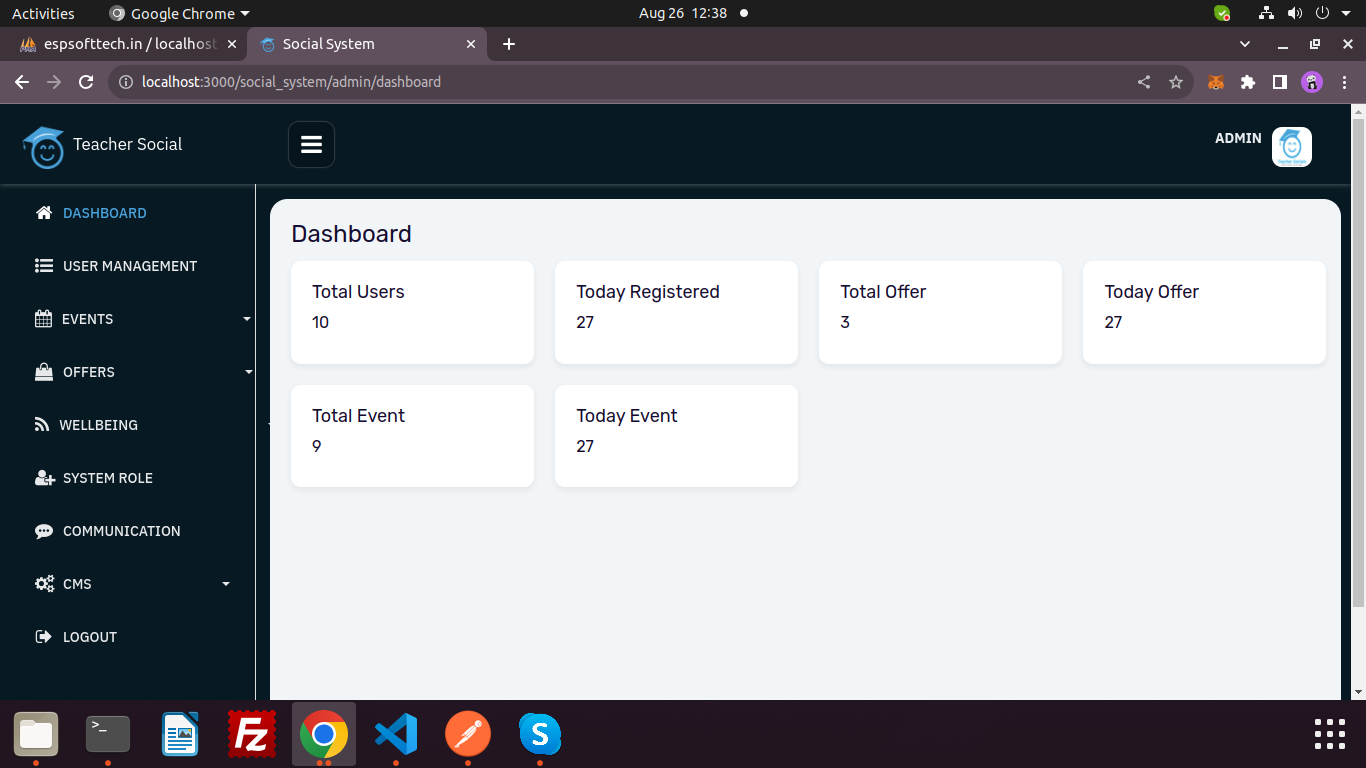 Activities
Google Chrome
Aug 26 12:38
espsofttech.in / localhost
Social System
localhost:3000/social_system/admin/dashboard
Teacher Social
ADMIN
DASHBOARD
USER MANAGEMENT
EVENTS
OFFERS
WELLBEING
SYSTEM ROLE
COMMUNICATION
CMS
LOGOUT
Dashboard
Total Users
10
Today Registered
27
Total Offer
3
Today Offer
27
Total Event
9
Today Event
27